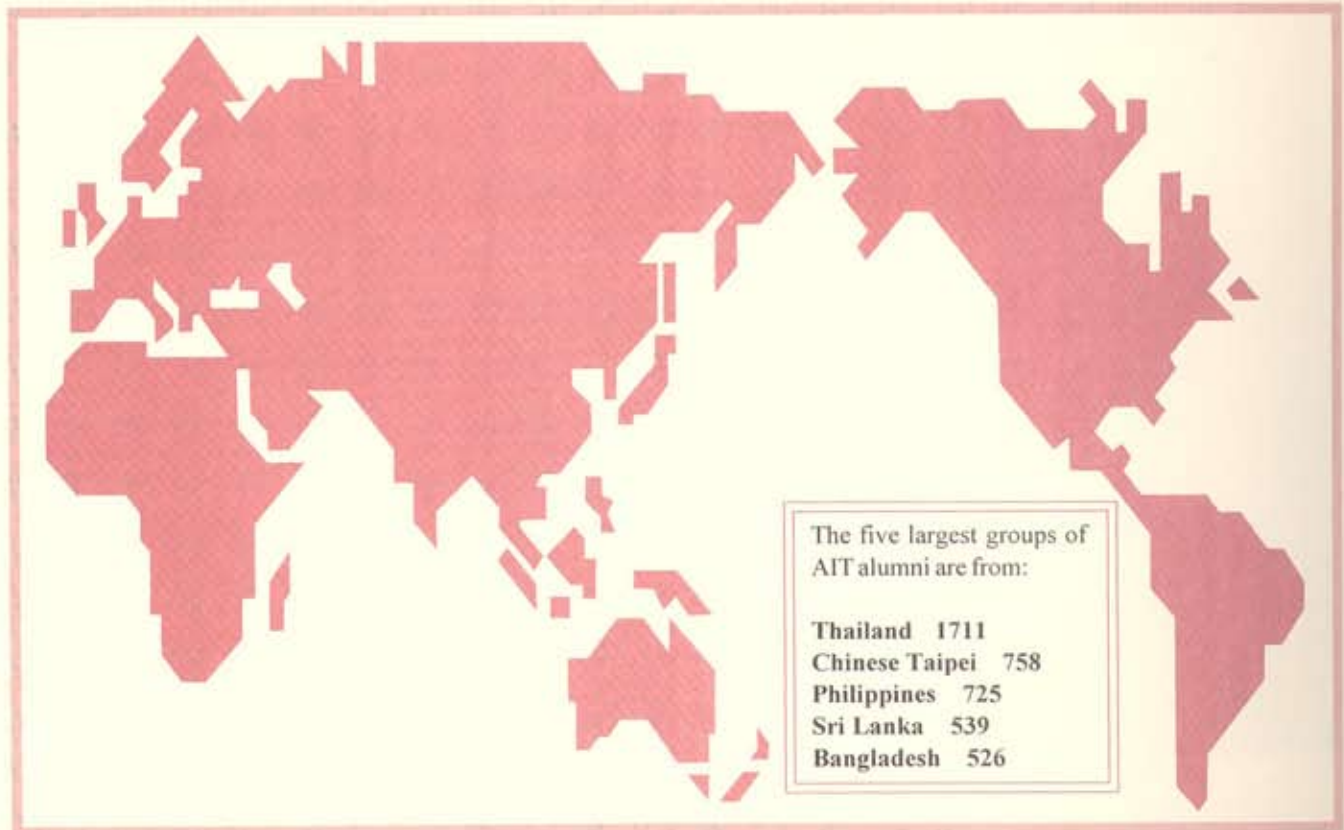 The five largest groups of
AIT alumni are from:
Thailand 1711
Chinese Taipei 758
Philippines 725
Sri Lanka 539
Bangladesh 526